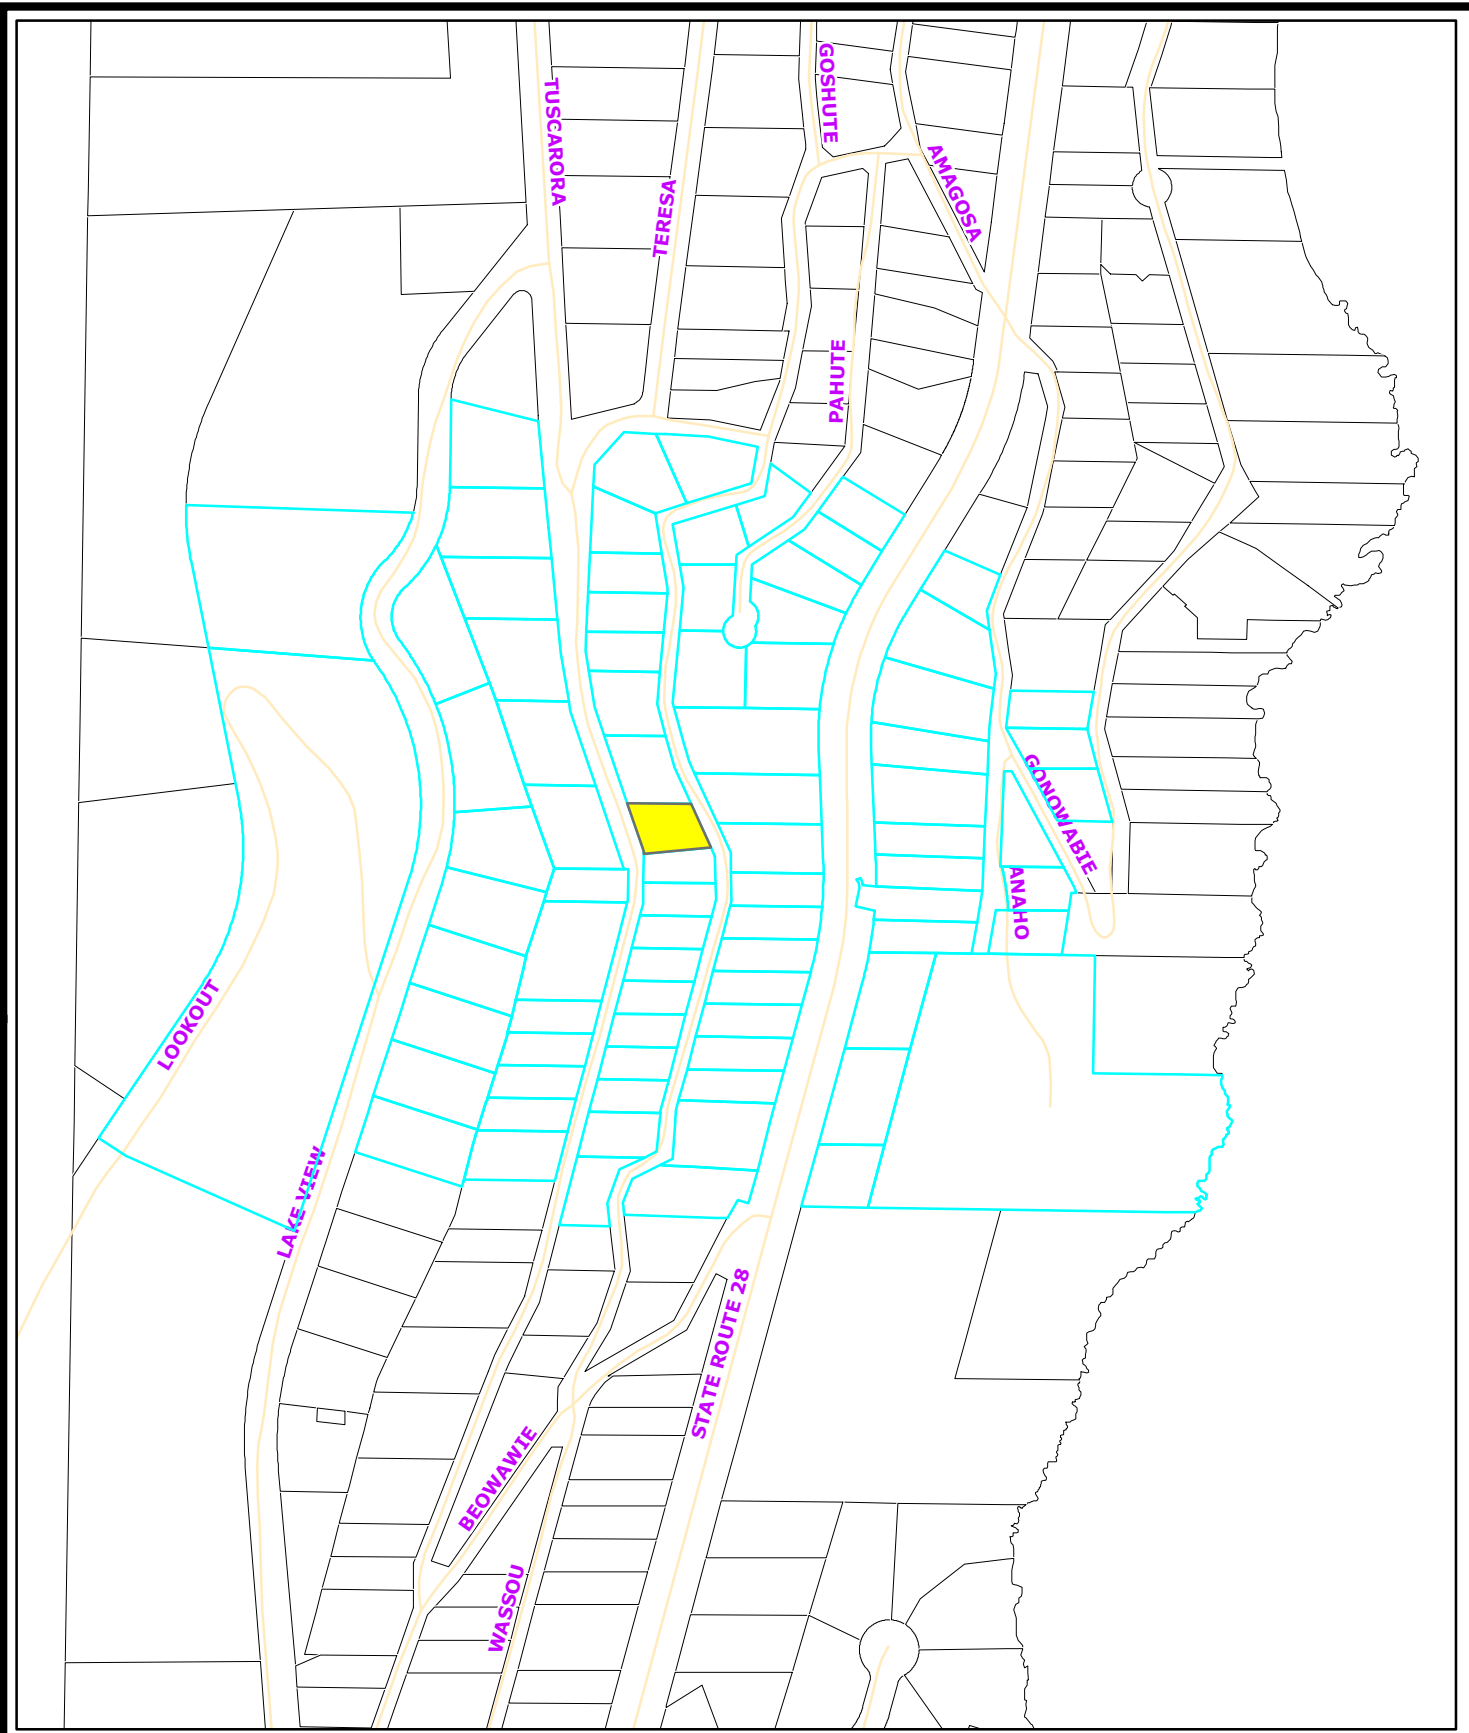 GOSHUTE
TUSCARORA
AMAGOSA
TERESA
PAHUTE
GONOWABIE
ANAHO
LOOKOUT
LAKE VIEW
STATE ROUTE 28
BEOWAWIE
WASSOU